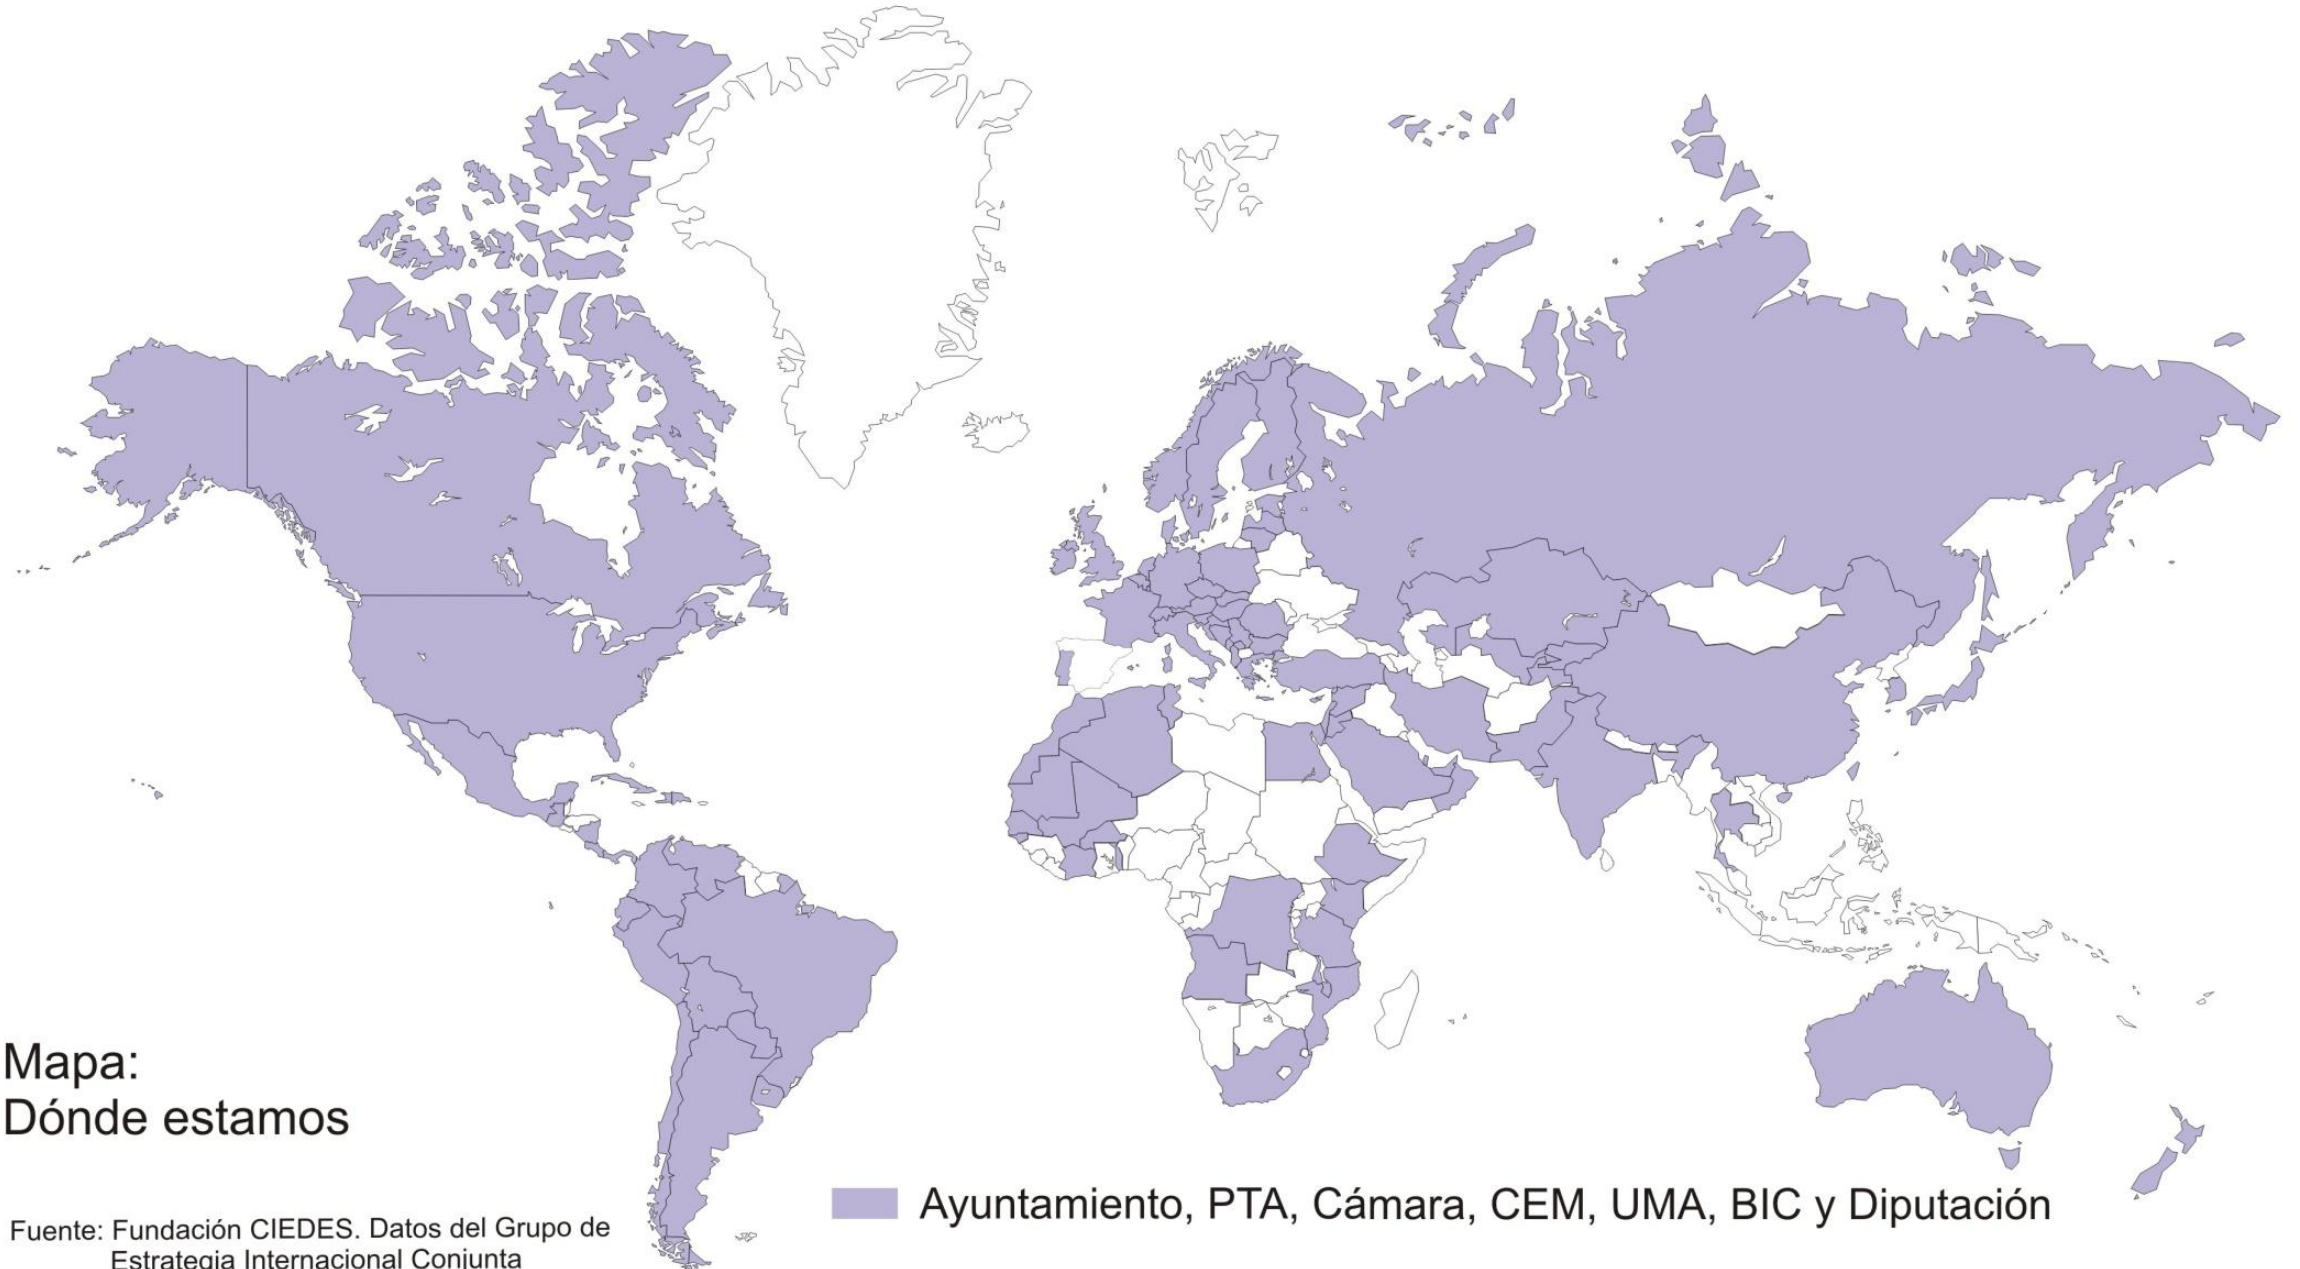 Mapa:
Dónde estamos
Ayuntamiento, PTA, Cámara, CEM, UMA, BIC y Diputación
Fuente: Fundación CIEDES. Datos del Grupo de
Estrategia Internacional Conjunta